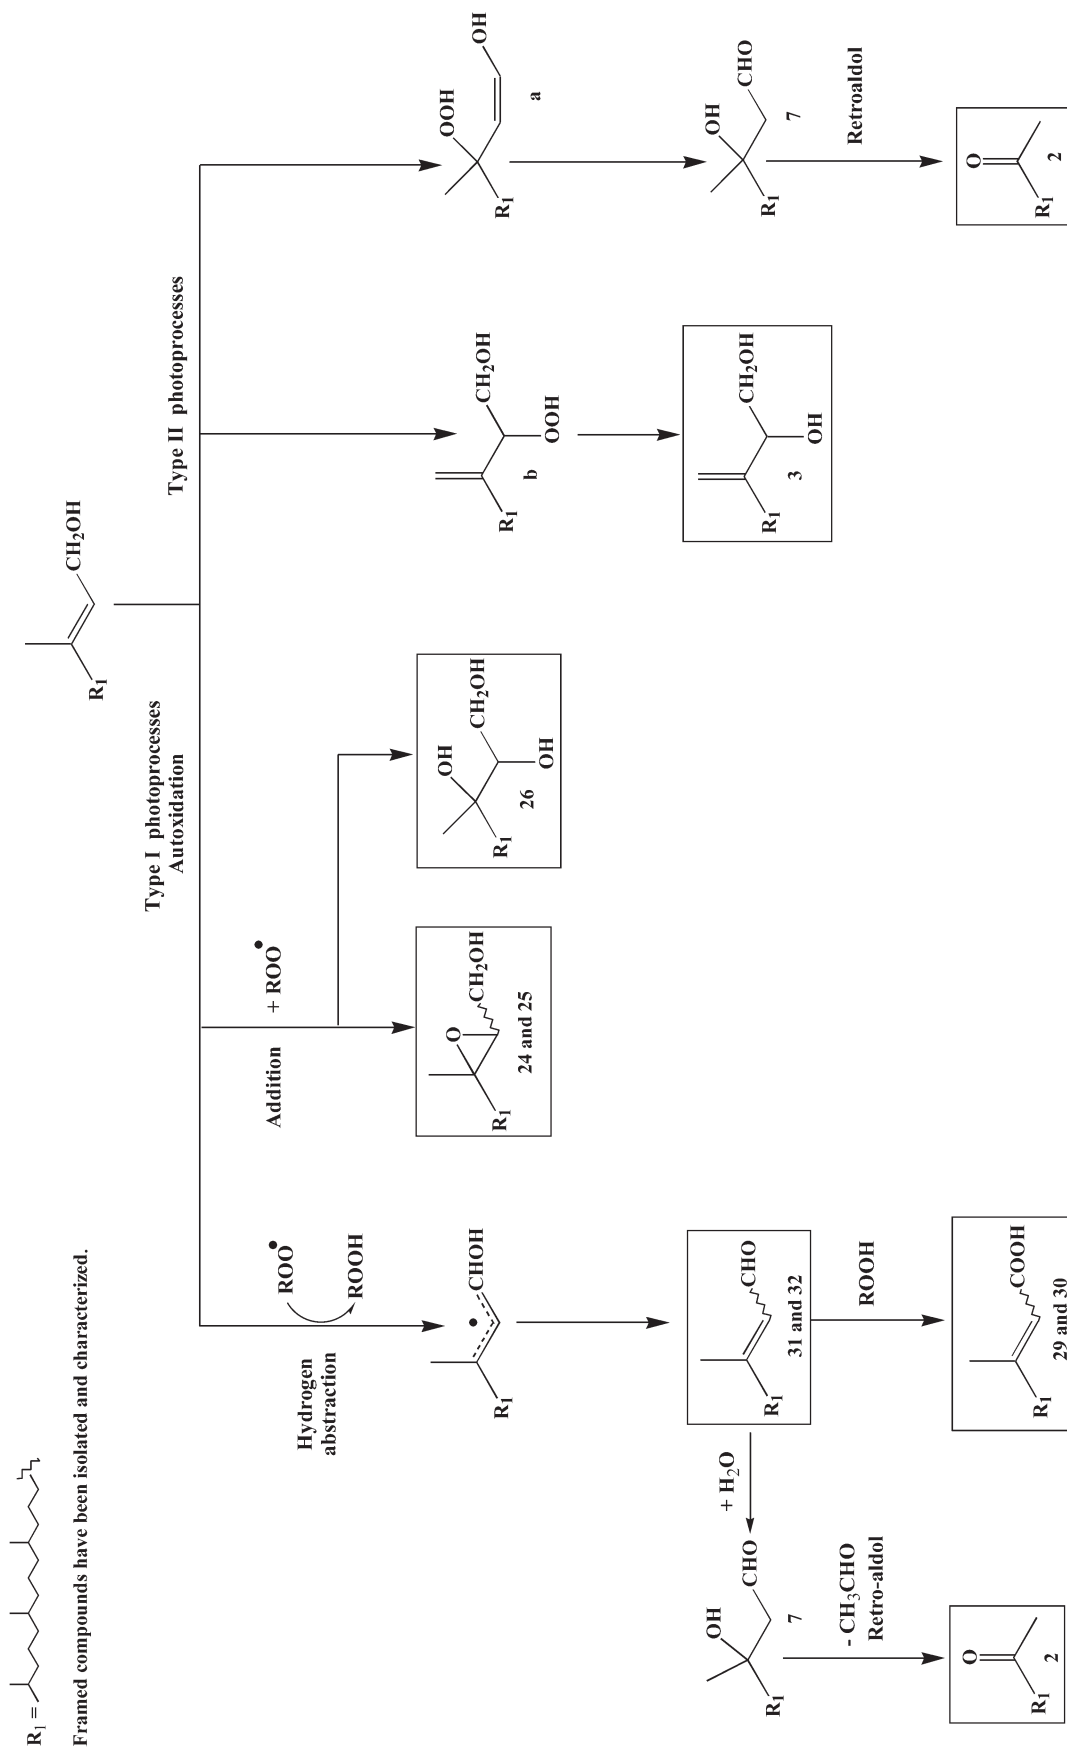 R1 =
Framed compounds have been isolated and characterized.
R1
CH2OH
Type I photoprocesses
Autoxidation
Type II photoprocesses
Hydrogen
abstraction
ROO•
ROOH
Addition
+ ROO•
R1
•
CHOH
R1
O
CH2OH
24 and 25
R1
OH
CH2OH
OH
26
R1
CH2OH
OOH
b
R1
OOH
OH
a
+ H2O
R1
CHO
31 and 32
R1
CH2OH
OH
3
R1
OH
CHO
7
R1
OH
CHO
7
- CH3CHO
Retro-aldol
ROOH
Retroaldol
R1
O
2
R1
COOH
29 and 30
R1
O
2